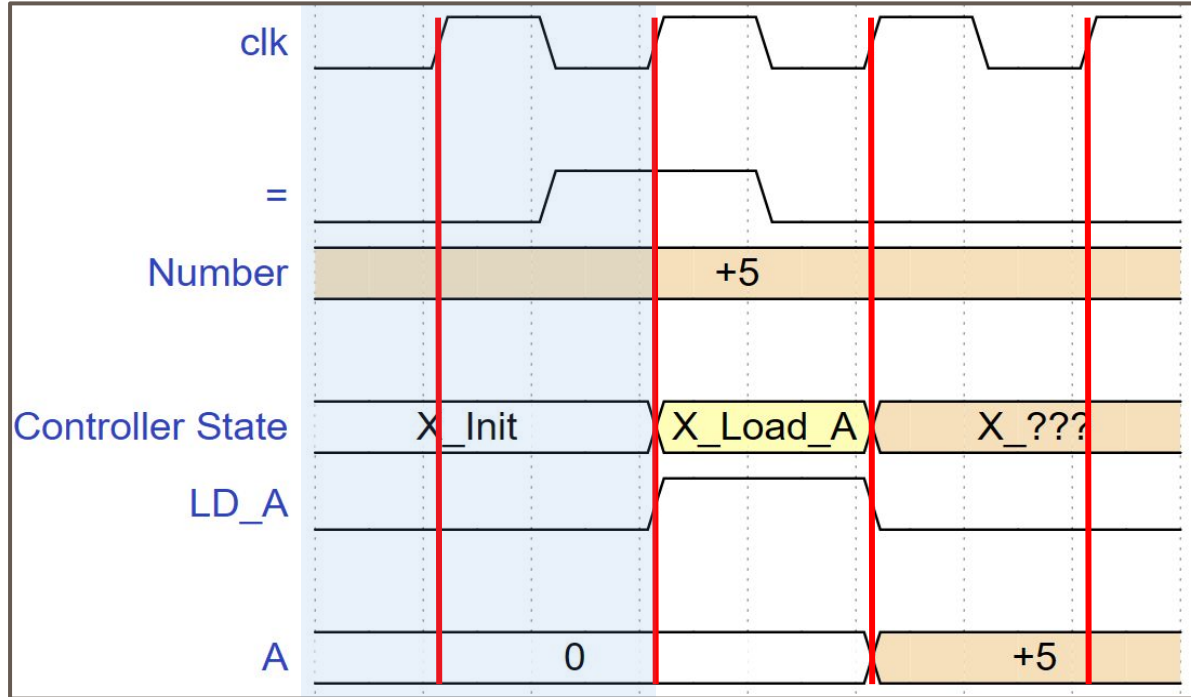 clk
=
Number +5
Controller State X_Init X_Load_A X_???
LD_A
A 0 +5